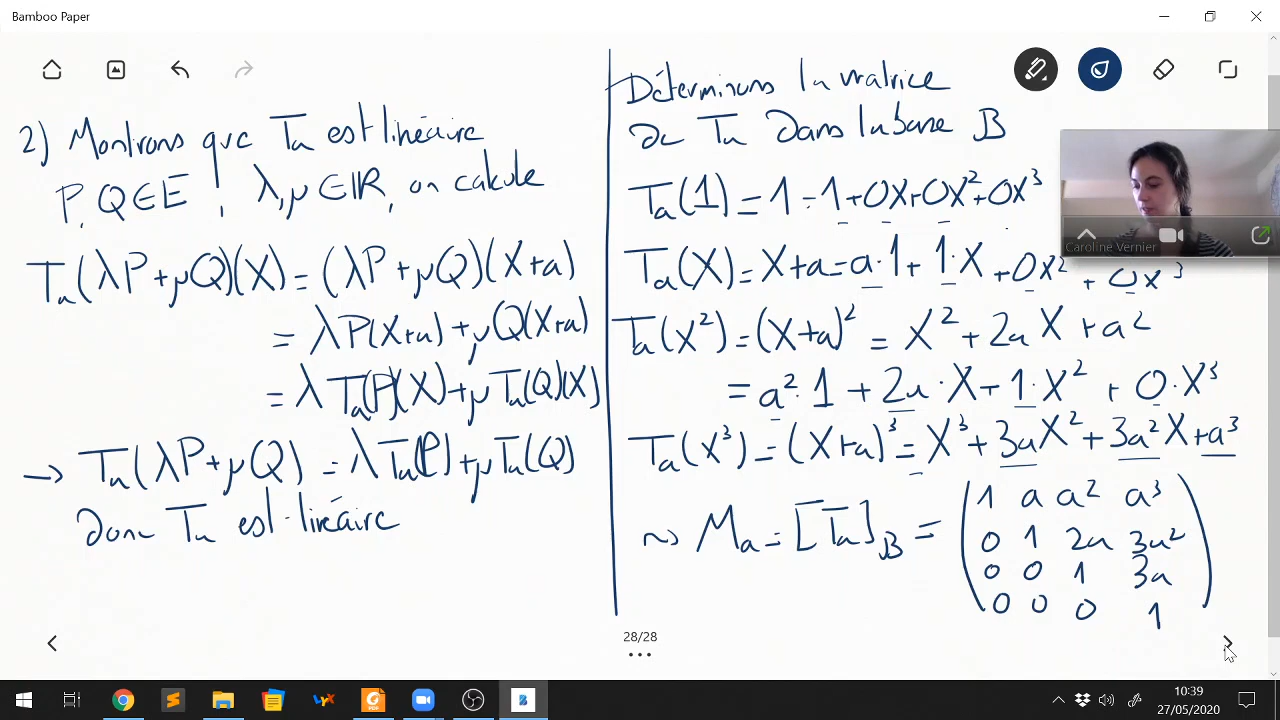 Bamboo Paper
2) Montrons que Ta est linéaire
P, Q ∈ E, λ, μ ∈ ℝ, on calcule
Ta(λP + μQ)(X) = (λP + μQ)(X+a)
= λP(X+a) + μQ(X+a)
= λTa(P)(X) + μTa(Q)(X)
→ Ta(λP + μQ) = λTa(P) + μTa(Q)
donc Ta est linéaire
Déterminons la matrice
de Ta dans la base B
Ta(1) = 1 = 1 + 0X + 0X² + 0X³
Ta(X) = X + a = a·1 + 1·X + 0X² + 0X³
Ta(X²) = (X+a)² = X² + 2aX + a²
= a²·1 + 2a·X + 1·X² + 0·X³
Ta(X³) = (X+a)³ = X³ + 3aX² + 3a²X + a³
⤳ Ma = [Ta]B =
1 a a² a³
0 1 2a 3a²
0 0 1 3a
0 0 0 1
Caroline Vernier
28/28
10:39
27/05/2020